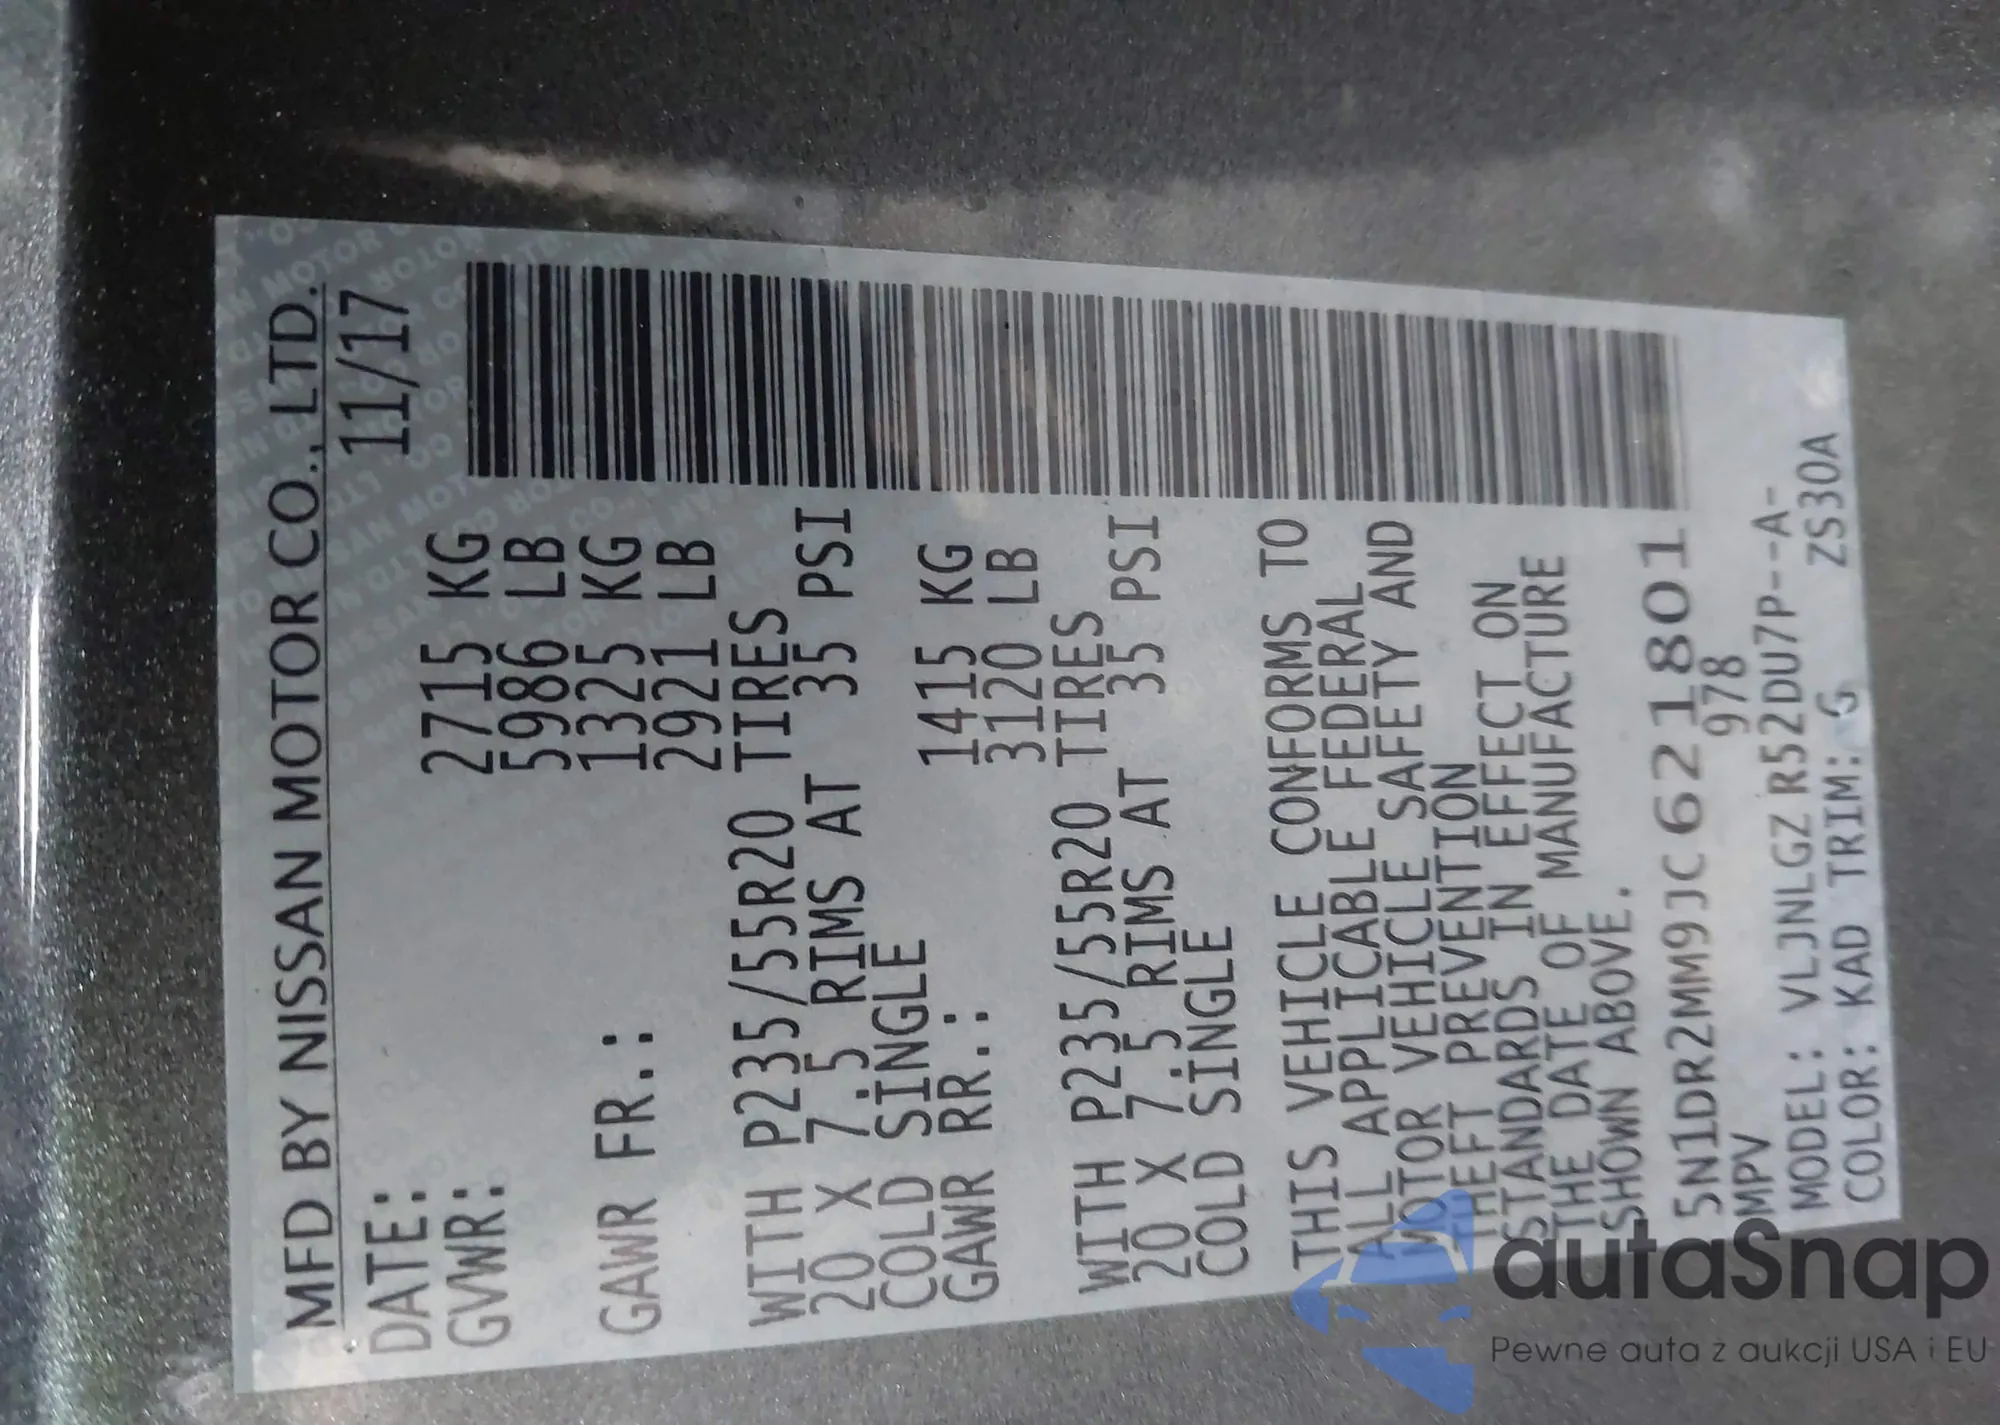 MFD BY NISSAN MOTOR CO., LTD.
DATE: 11/17
GVWR: 2715 KG
5986 LB
GAWR FR.: 1325 KG
2921 LB
WITH P235/55R20 TIRES
20 X 7.5 RIMS AT 35 PSI
COLD SINGLE
GAWR RR.: 1415 KG
3120 LB
WITH P235/55R20 TIRES
20 X 7.5 RIMS AT 35 PSI
COLD SINGLE
THIS VEHICLE CONFORMS TO
ALL APPLICABLE FEDERAL
MOTOR VEHICLE SAFETY AND
THEFT PREVENTION
STANDARDS IN EFFECT ON
THE DATE OF MANUFACTURE
SHOWN ABOVE.
5N1DR2MM9JC621801
MPV 978
MODEL: VLJNLGZ R52DU7P--A-
COLOR: KAD TRIM: G ZS30A
autaSnap
Pewne auta z aukcji USA i EU